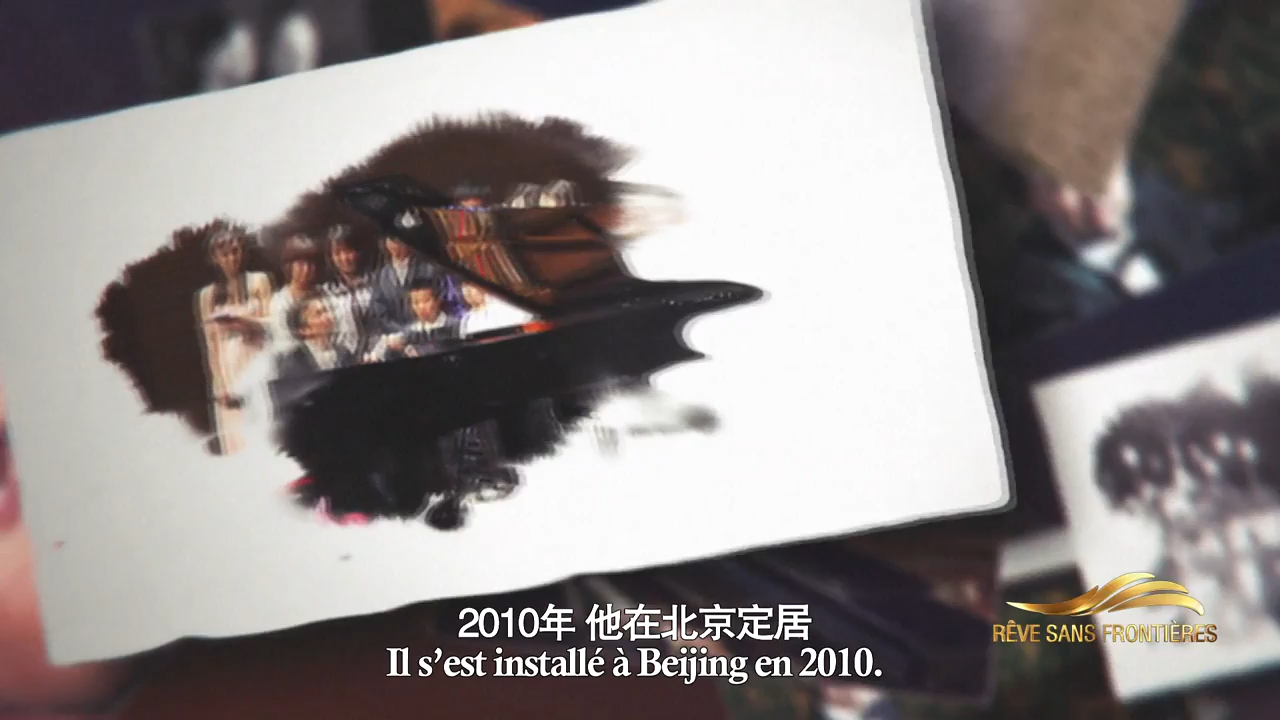 2010年 他在北京定居
Il s’est installé à Beijing en 2010.
RÊVE SANS FRONTIÈRES